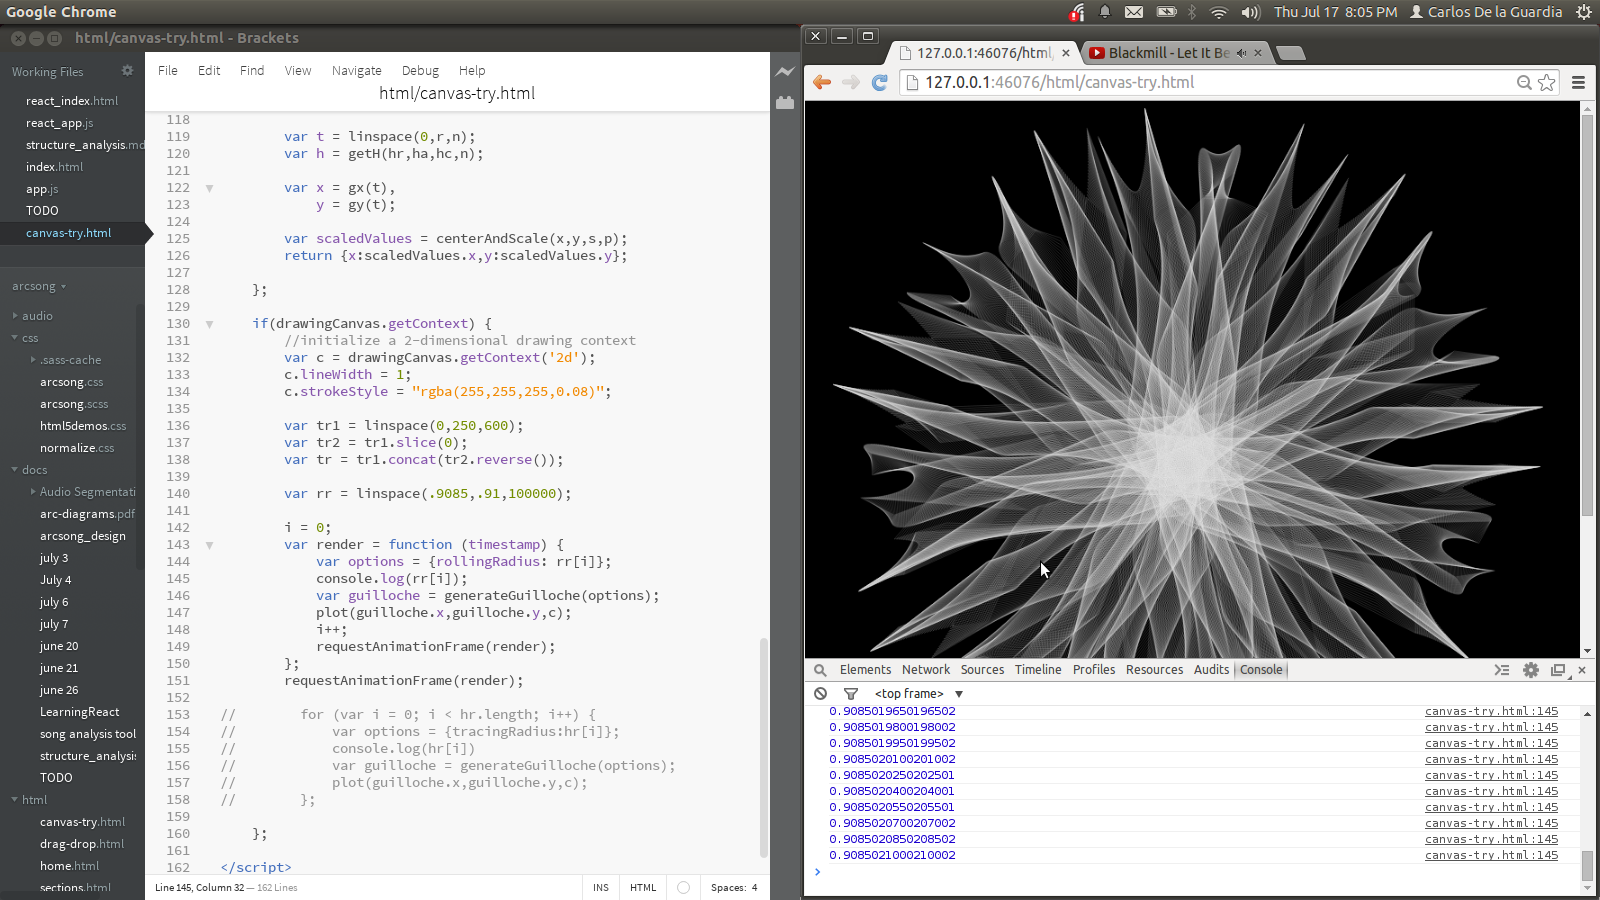 Google Chrome
Thu Jul 17 8:05 PM Carlos De la Guardia
html/canvas-try.html - Brackets
Working Files
react_index.html
react_app.js
structure_analysis.md
index.html
app.js
TODO
canvas-try.html
arcsong
audio
css
.sass-cache
arcsong.css
arcsong.scss
html5demos.css
normalize.css
docs
Audio Segmentati
arc-diagrams.pdf
arcsong_design
july 3
July 4
july 6
july 7
june 20
june 21
june 26
LearningReact
song analysis tool
structure_analysis
TODO
html
canvas-try.html
drag-drop.html
home.html
sections.html
File Edit Find View Navigate Debug Help
html/canvas-try.html
118
119 var t = linspace(0,r,n);
120 var h = getH(hr,ha,hc,n);
121
122 var x = gx(t),
123 y = gy(t);
124
125 var scaledValues = centerAndScale(x,y,s,p);
126 return {x:scaledValues.x,y:scaledValues.y};
127
128 };
129
130 if(drawingCanvas.getContext) {
131 //initialize a 2-dimensional drawing context
132 var c = drawingCanvas.getContext('2d');
133 c.lineWidth = 1;
134 c.strokeStyle = "rgba(255,255,255,0.08)";
135
136 var tr1 = linspace(0,250,600);
137 var tr2 = tr1.slice(0);
138 var tr = tr1.concat(tr2.reverse());
139
140 var rr = linspace(.9085,.91,100000);
141
142 i = 0;
143 var render = function (timestamp) {
144 var options = {rollingRadius: rr[i]};
145 console.log(rr[i]);
146 var guilloche = generateGuilloche(options);
147 plot(guilloche.x,guilloche.y,c);
148 i++;
149 requestAnimationFrame(render);
150 };
151 requestAnimationFrame(render);
152
153 // for (var i = 0; i < hr.length; i++) {
154 // var options = {tracingRadius:hr[i]};
155 // console.log(hr[i])
156 // var guilloche = generateGuilloche(options);
157 // plot(guilloche.x,guilloche.y,c);
158 // };
159
160 };
161
162 </script>
Line 145, Column 32 — 162 Lines INS HTML Spaces: 4
127.0.0.1:46076/html Blackmill - Let It Be
127.0.0.1:46076/html/canvas-try.html
Elements Network Sources Timeline Profiles Resources Audits Console
<top frame>
0.9085019650196502 canvas-try.html:145
0.9085019800198002 canvas-try.html:145
0.9085019950199502 canvas-try.html:145
0.9085020100201002 canvas-try.html:145
0.9085020250202501 canvas-try.html:145
0.9085020400204001 canvas-try.html:145
0.9085020550205501 canvas-try.html:145
0.9085020700207002 canvas-try.html:145
0.9085020850208502 canvas-try.html:145
0.9085021000210002 canvas-try.html:145